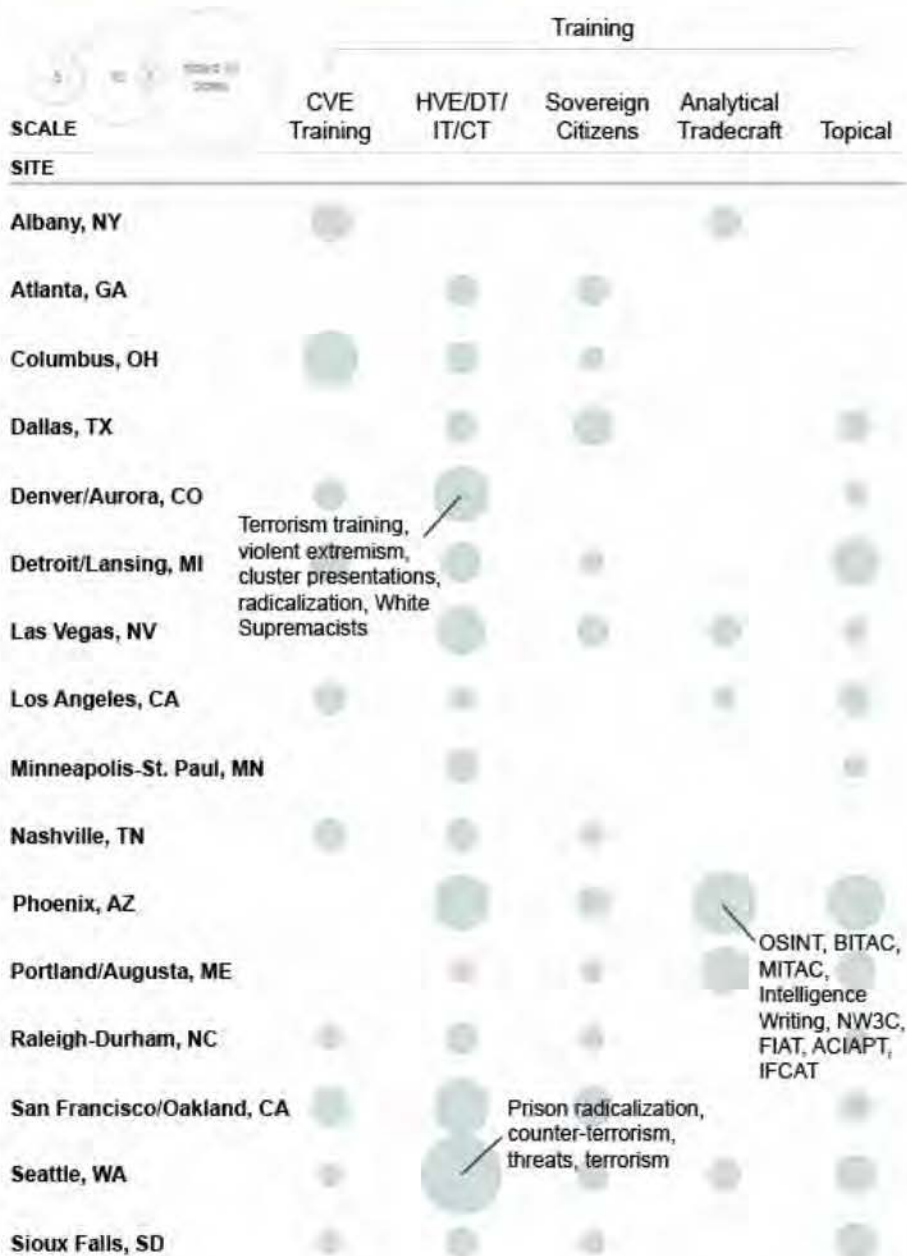 Training
5 10
CVE Training
HVE/DT/ IT/CT
Sovereign Citizens
Analytical Tradecraft
Topical
SCALE
SITE
Albany, NY
Atlanta, GA
Columbus, OH
Dallas, TX
Denver/Aurora, CO
Terrorism training,
violent extremism,
cluster presentations,
radicalization, White
Supremacists
Detroit/Lansing, MI
Las Vegas, NV
Los Angeles, CA
Minneapolis-St. Paul, MN
Nashville, TN
Phoenix, AZ
OSINT, BITAC,
MITAC,
Intelligence
Writing, NW3C,
FIAT, ACIAPT,
IFCAT
Portland/Augusta, ME
Raleigh-Durham, NC
San Francisco/Oakland, CA
Prison radicalization,
counter-terrorism,
threats, terrorism
Seattle, WA
Sioux Falls, SD